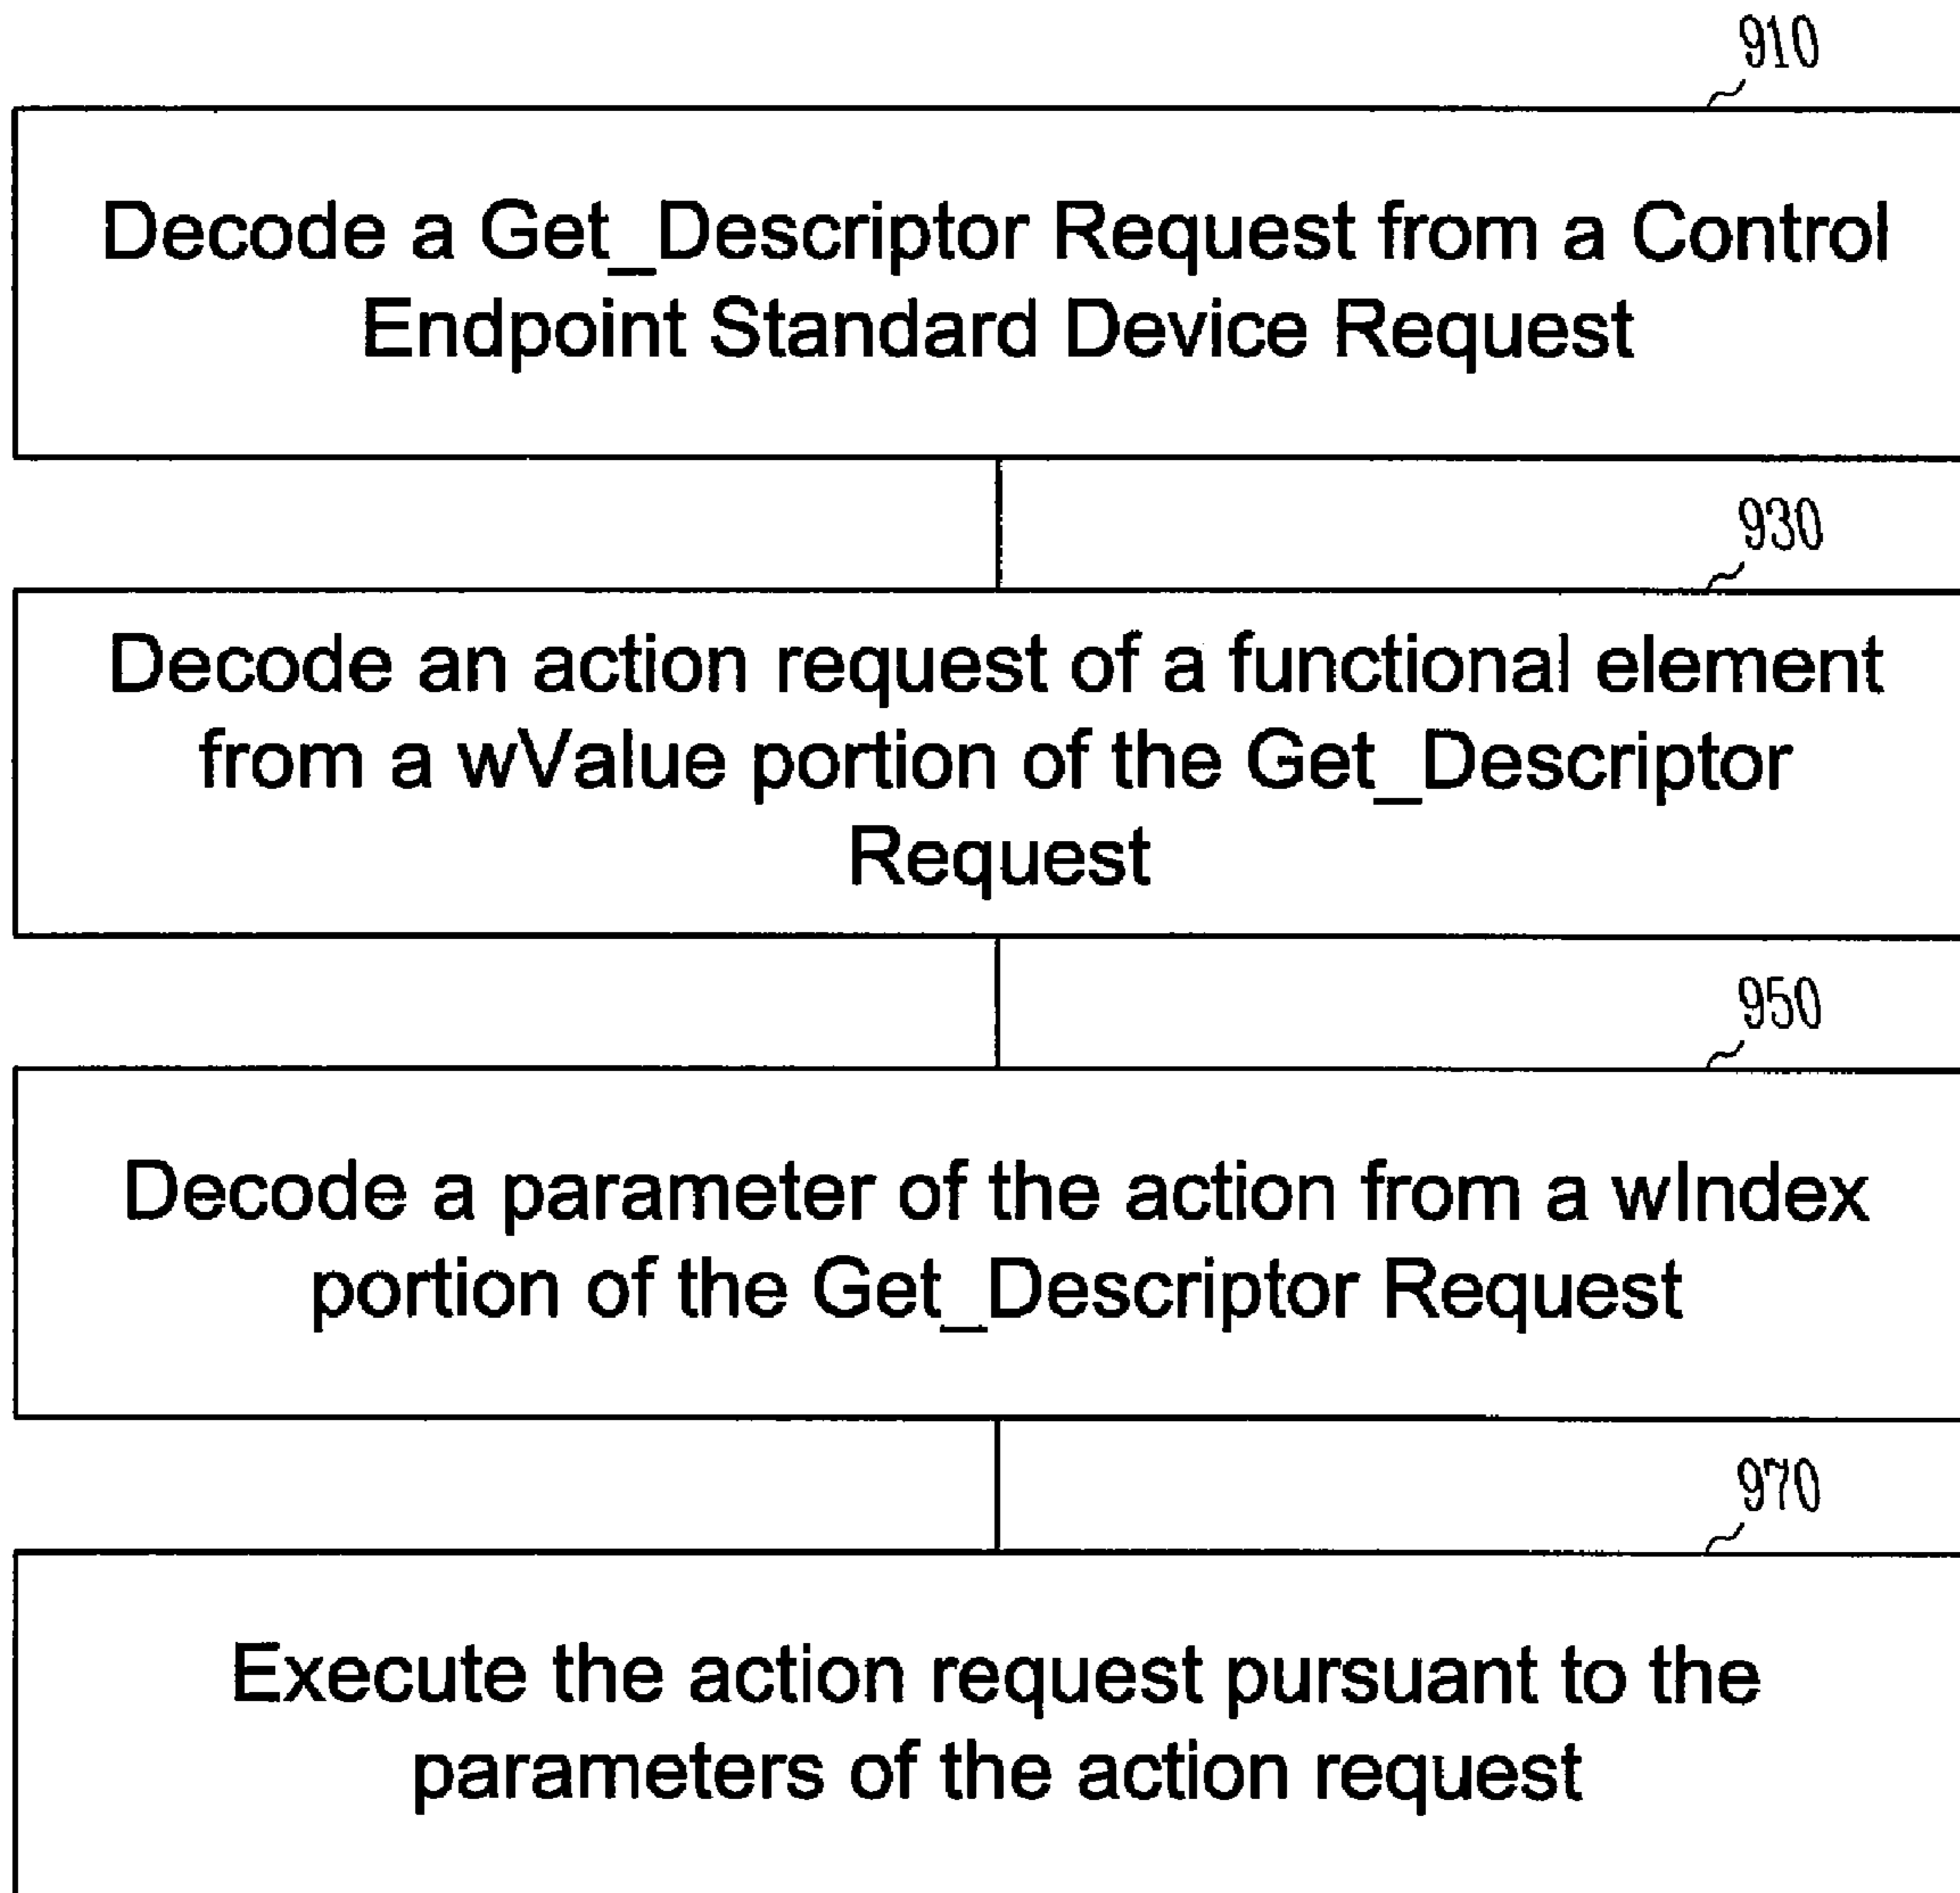 910
Decode a Get_Descriptor Request from a Control
Endpoint Standard Device Request
930
Decode an action request of a functional element
from a wValue portion of the Get_Descriptor
Request
950
Decode a parameter of the action from a wIndex
portion of the Get_Descriptor Request
970
Execute the action request pursuant to the
parameters of the action request